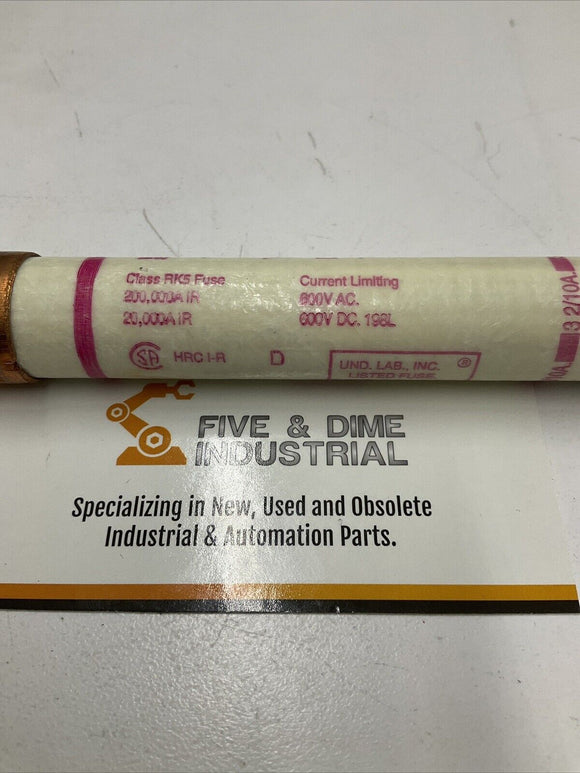 Class RK5 Fuse
200,000A IR
20,000A IR
Current Limiting
600V AC.
600V DC. 198L
SA
HRC I-R
D
UND. LAB., INC. ®
LISTED FUSE
3 2/10A
FIVE & DIME
INDUSTRIAL
Specializing in New, Used and Obsolete
Industrial & Automation Parts.